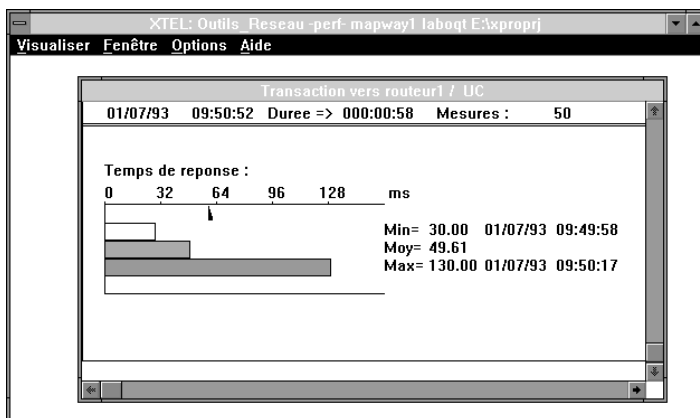 XTEL: Outils_Reseau -perf- mapway1 laboqt E:\xproprj
Visualiser Fenêtre Options Aide
Transaction vers routeur1 / UC
01/07/93 09:50:52 Duree => 000:00:58 Mesures : 50
Temps de reponse :
0 32 64 96 128 ms
Min= 30.00 01/07/93 09:49:58
Moy= 49.61
Max= 130.00 01/07/93 09:50:17